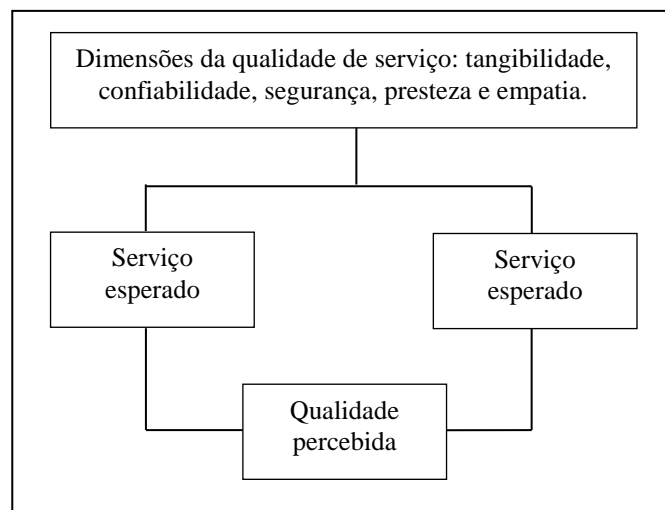 Dimensões da qualidade de serviço: tangibilidade,
confiabilidade, segurança, presteza e empatia.
Serviço
esperado
Serviço
esperado
Qualidade
percebida